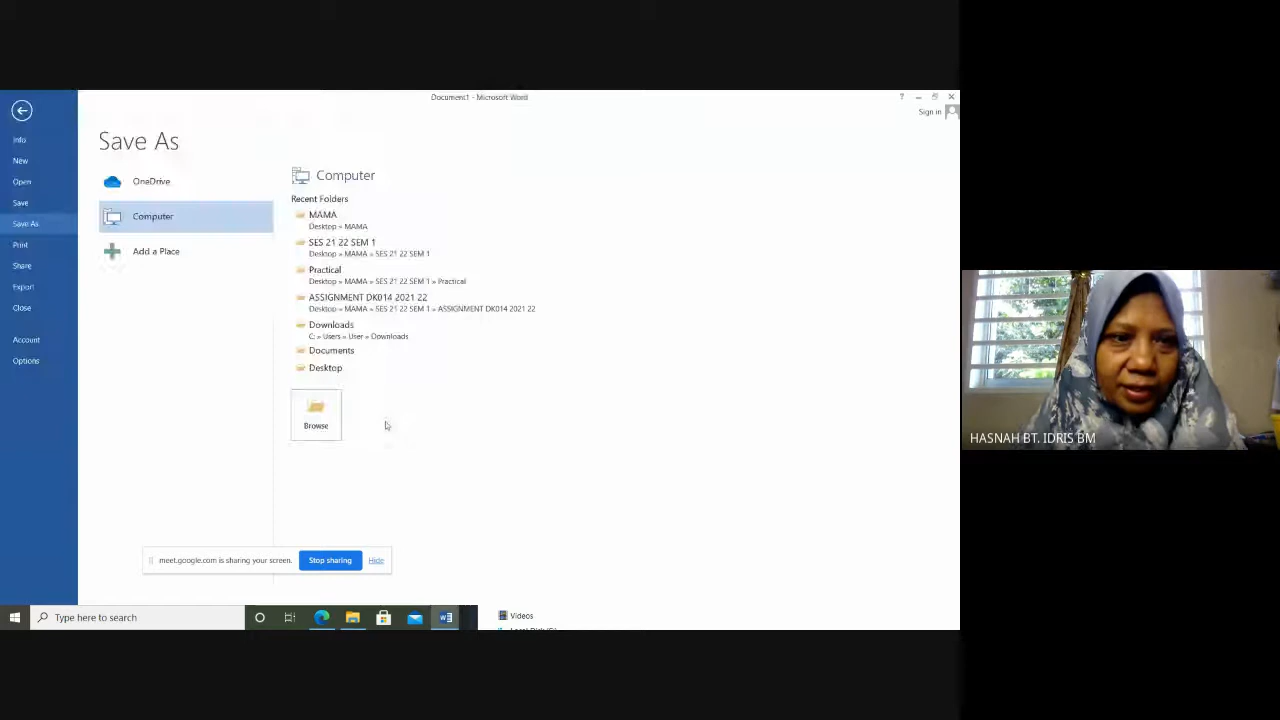 Document1 - Microsoft Word
?
Sign in
Info
New
Open
Save
Save As
Print
Share
Export
Close
Account
Options
Save As
OneDrive
Computer
Add a Place
Computer
Recent Folders
MAMA
Desktop » MAMA
SES 21 22 SEM 1
Desktop » MAMA » SES 21 22 SEM 1
Practical
Desktop » MAMA » SES 21 22 SEM 1 » Practical
ASSIGNMENT DK014 2021 22
Desktop » MAMA » SES 21 22 SEM 1 » ASSIGNMENT DK014 2021 22
Downloads
C: » Users » User » Downloads
Documents
Desktop
Browse
meet.google.com is sharing your screen.
Stop sharing
Hide
Type here to search
Videos
HASNAH BT. IDRIS BM